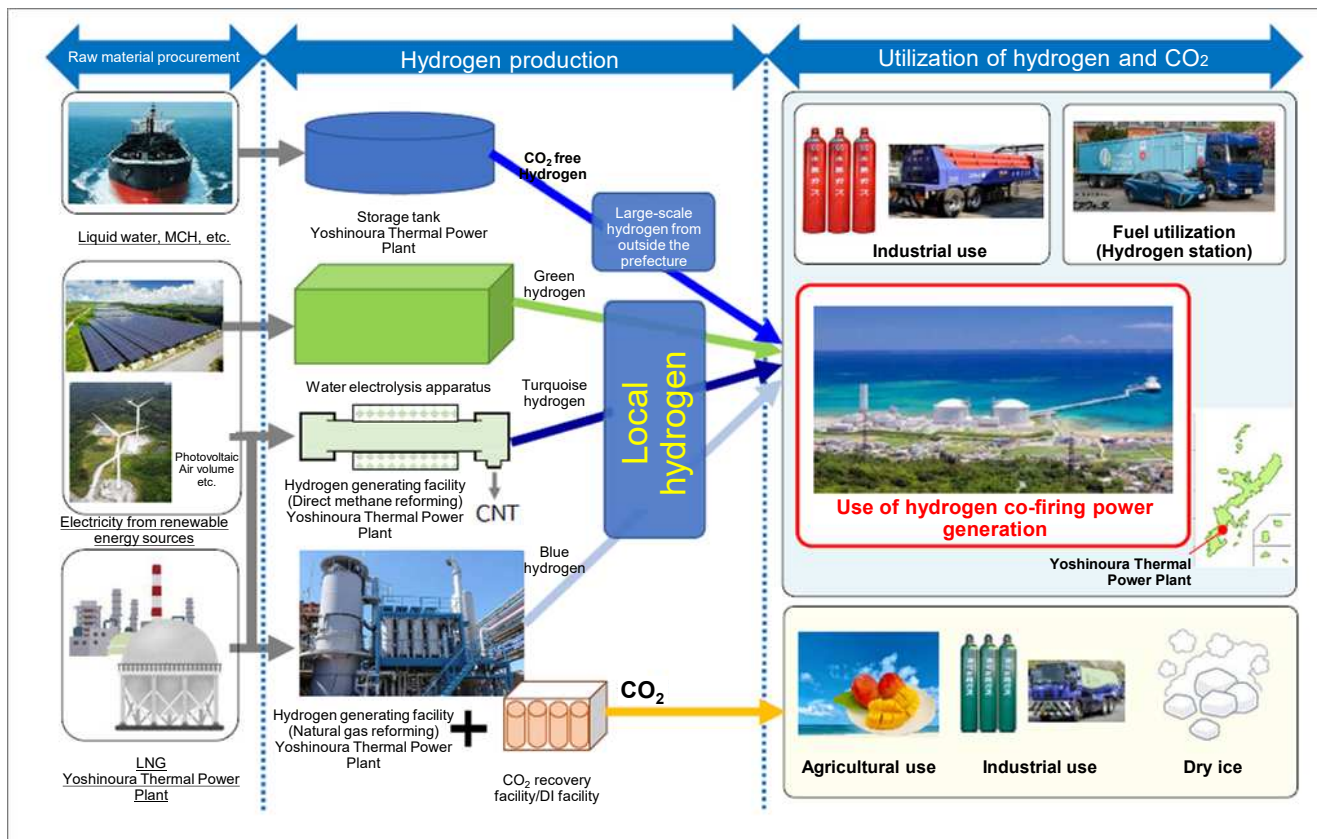 Raw material procurement
Hydrogen production
Utilization of hydrogen and CO2
Liquid water, MCH, etc.
Photovoltaic
Air volume
etc.
Electricity from renewable
energy sources
LNG
Yoshinoura Thermal Power
Plant
Storage tank
Yoshinoura Thermal Power
Plant
CO2 free
Hydrogen
Large-scale
hydrogen from
outside the
prefecture
Green
hydrogen
Water electrolysis apparatus
Turquoise
hydrogen
Local
hydrogen
Hydrogen generating facility
(Direct methane reforming)
Yoshinoura Thermal Power
Plant
CNT
Blue
hydrogen
Hydrogen generating facility
(Natural gas reforming)
Yoshinoura Thermal Power
Plant
+
CO2
CO2 recovery
facility/DI facility
Industrial use
Fuel utilization
(Hydrogen station)
Use of hydrogen co-firing power
generation
Yoshinoura Thermal
Power Plant
Agricultural use
Industrial use
Dry ice